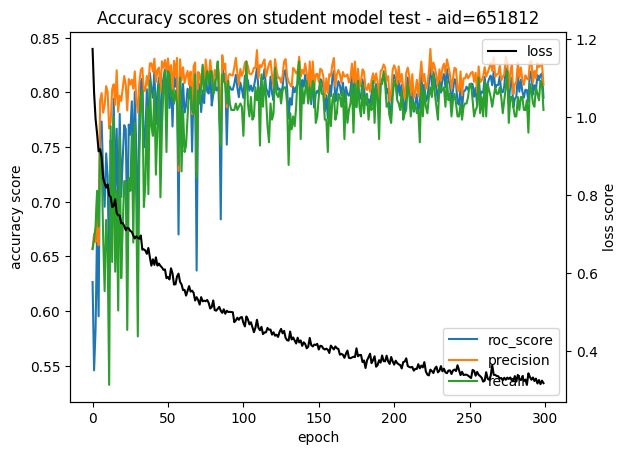 Accuracy scores on student model test - aid=651812
0.85
0.80
0.75
0.70
0.65
0.60
0.55
accuracy score
0
50
100
150
200
250
300
epoch
1.2
1.0
0.8
0.6
0.4
loss score
loss
roc_score
precision
recall